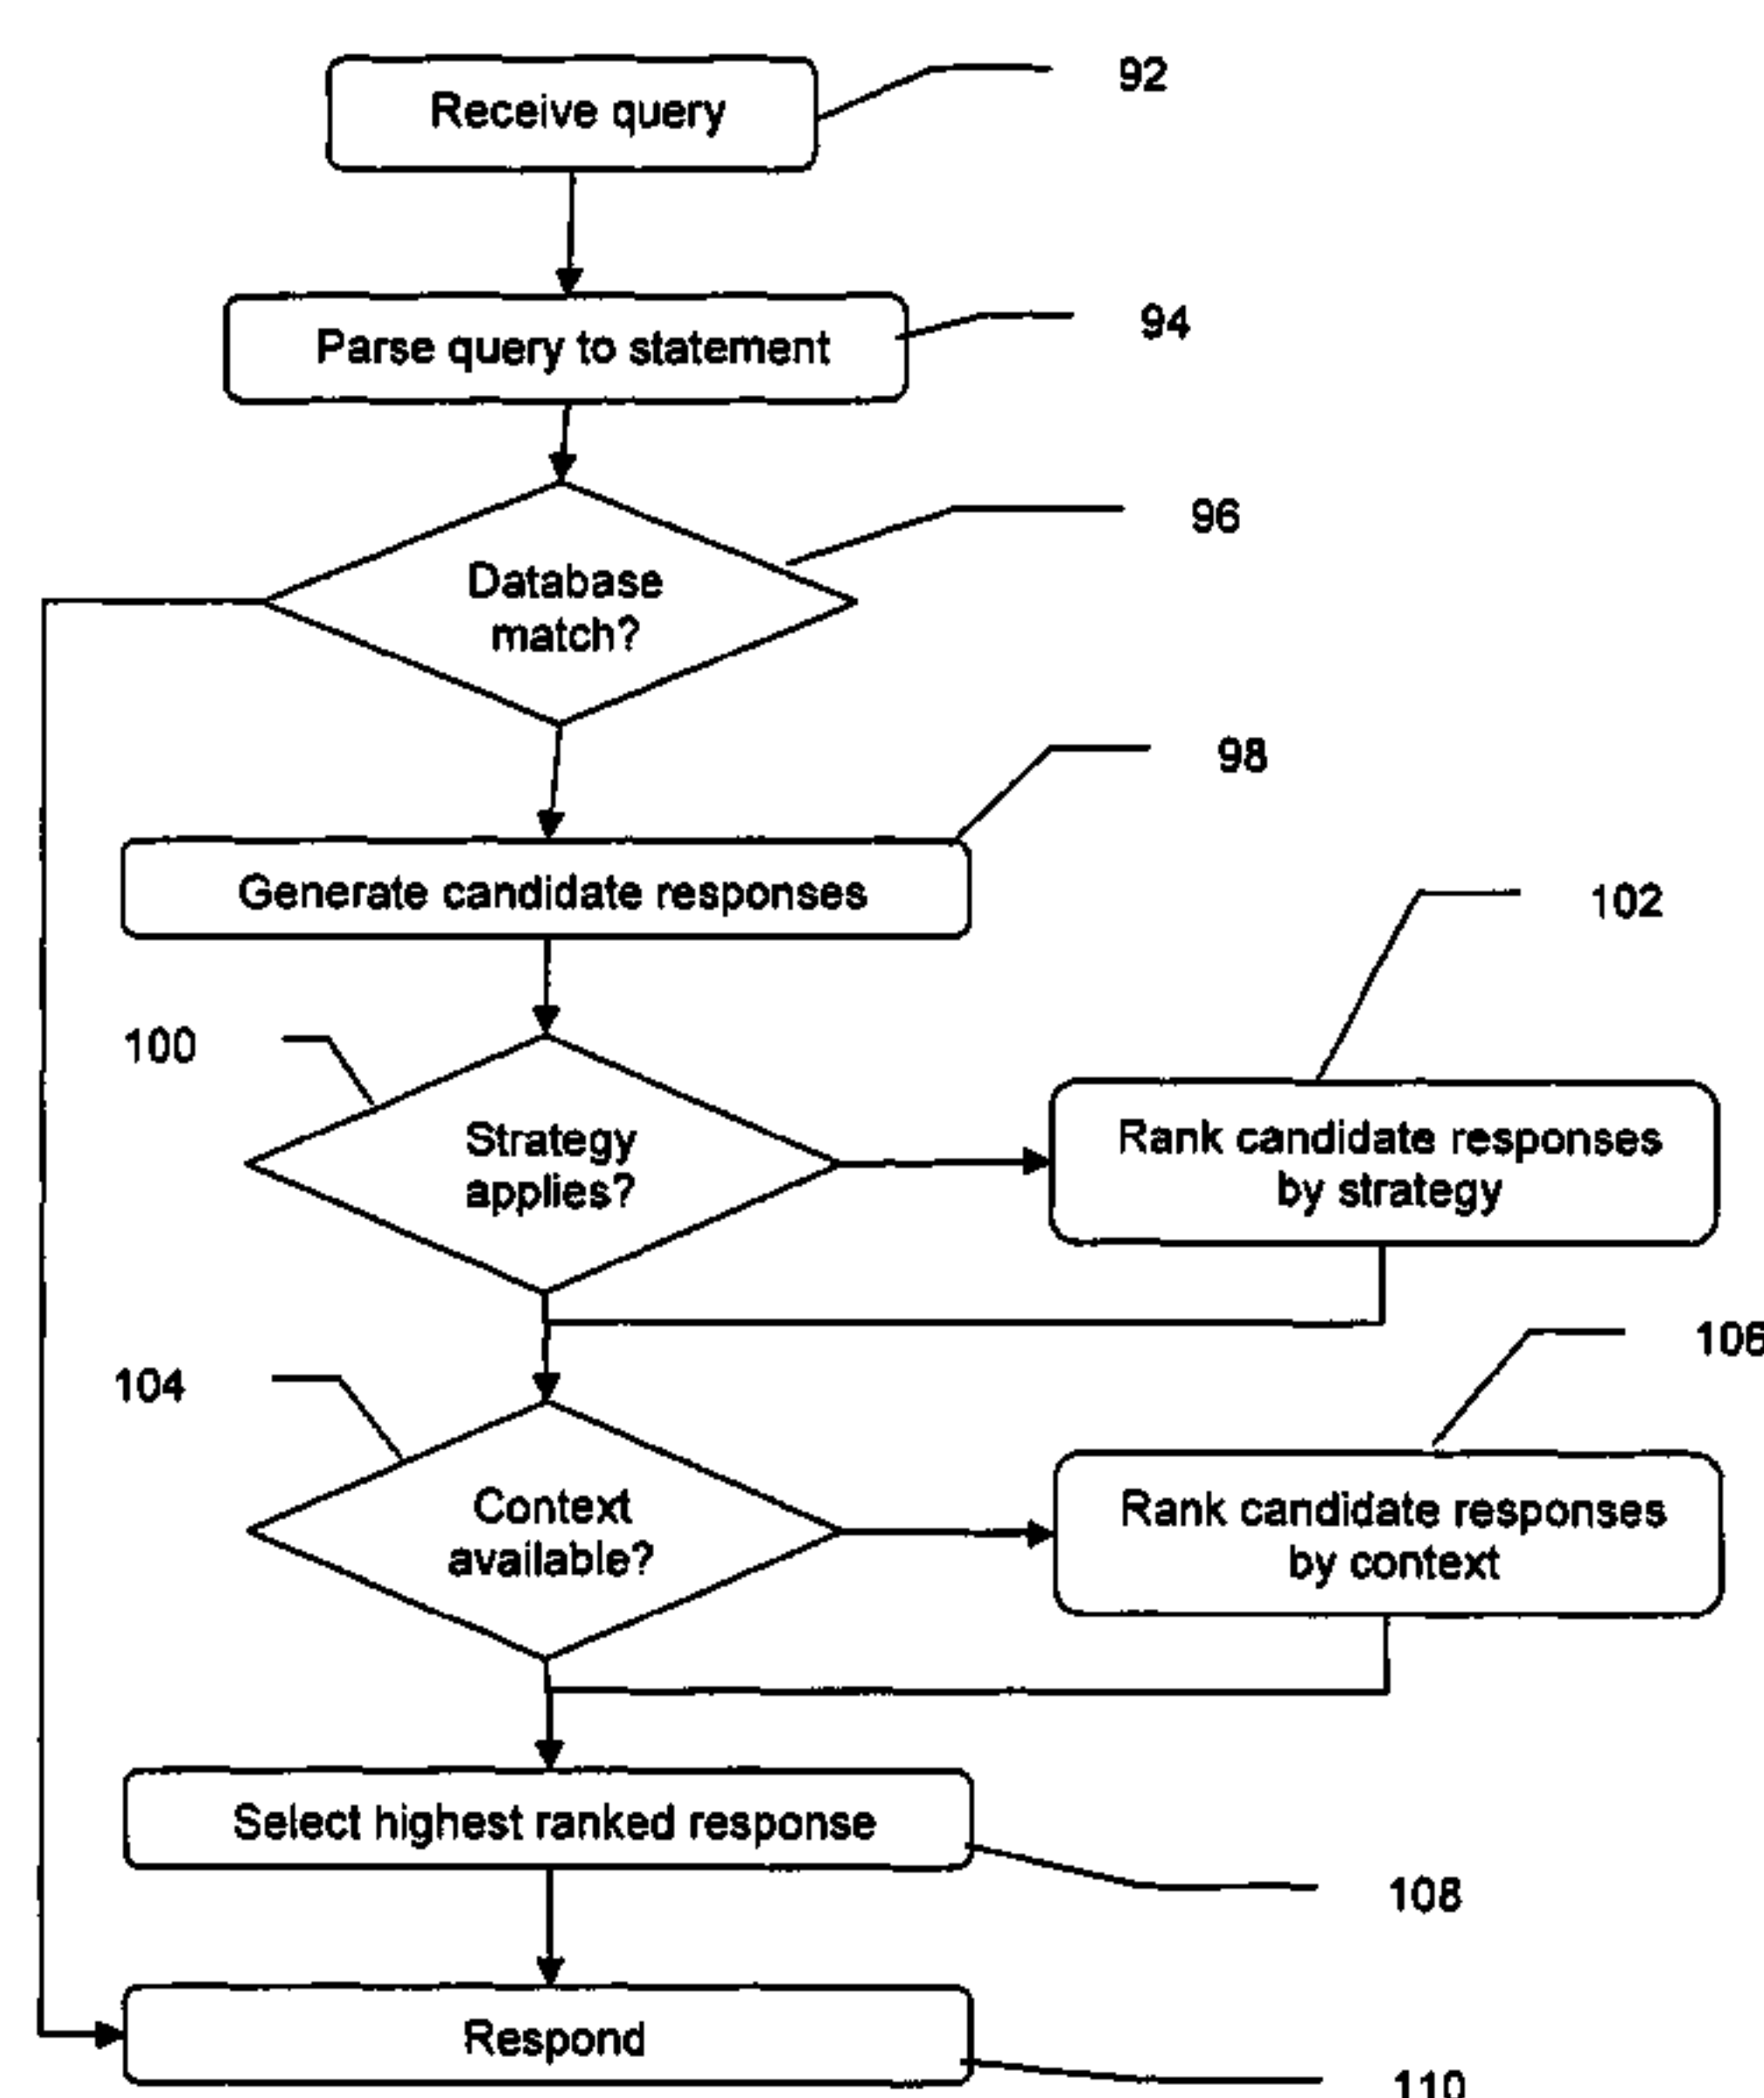 Receive query
92
Parse query to statement
94
Database
match?
96
98
Generate candidate responses
102
100
Strategy
applies?
Rank candidate responses
by strategy
106
104
Context
available?
Rank candidate responses
by context
Select highest ranked response
108
Respond
110